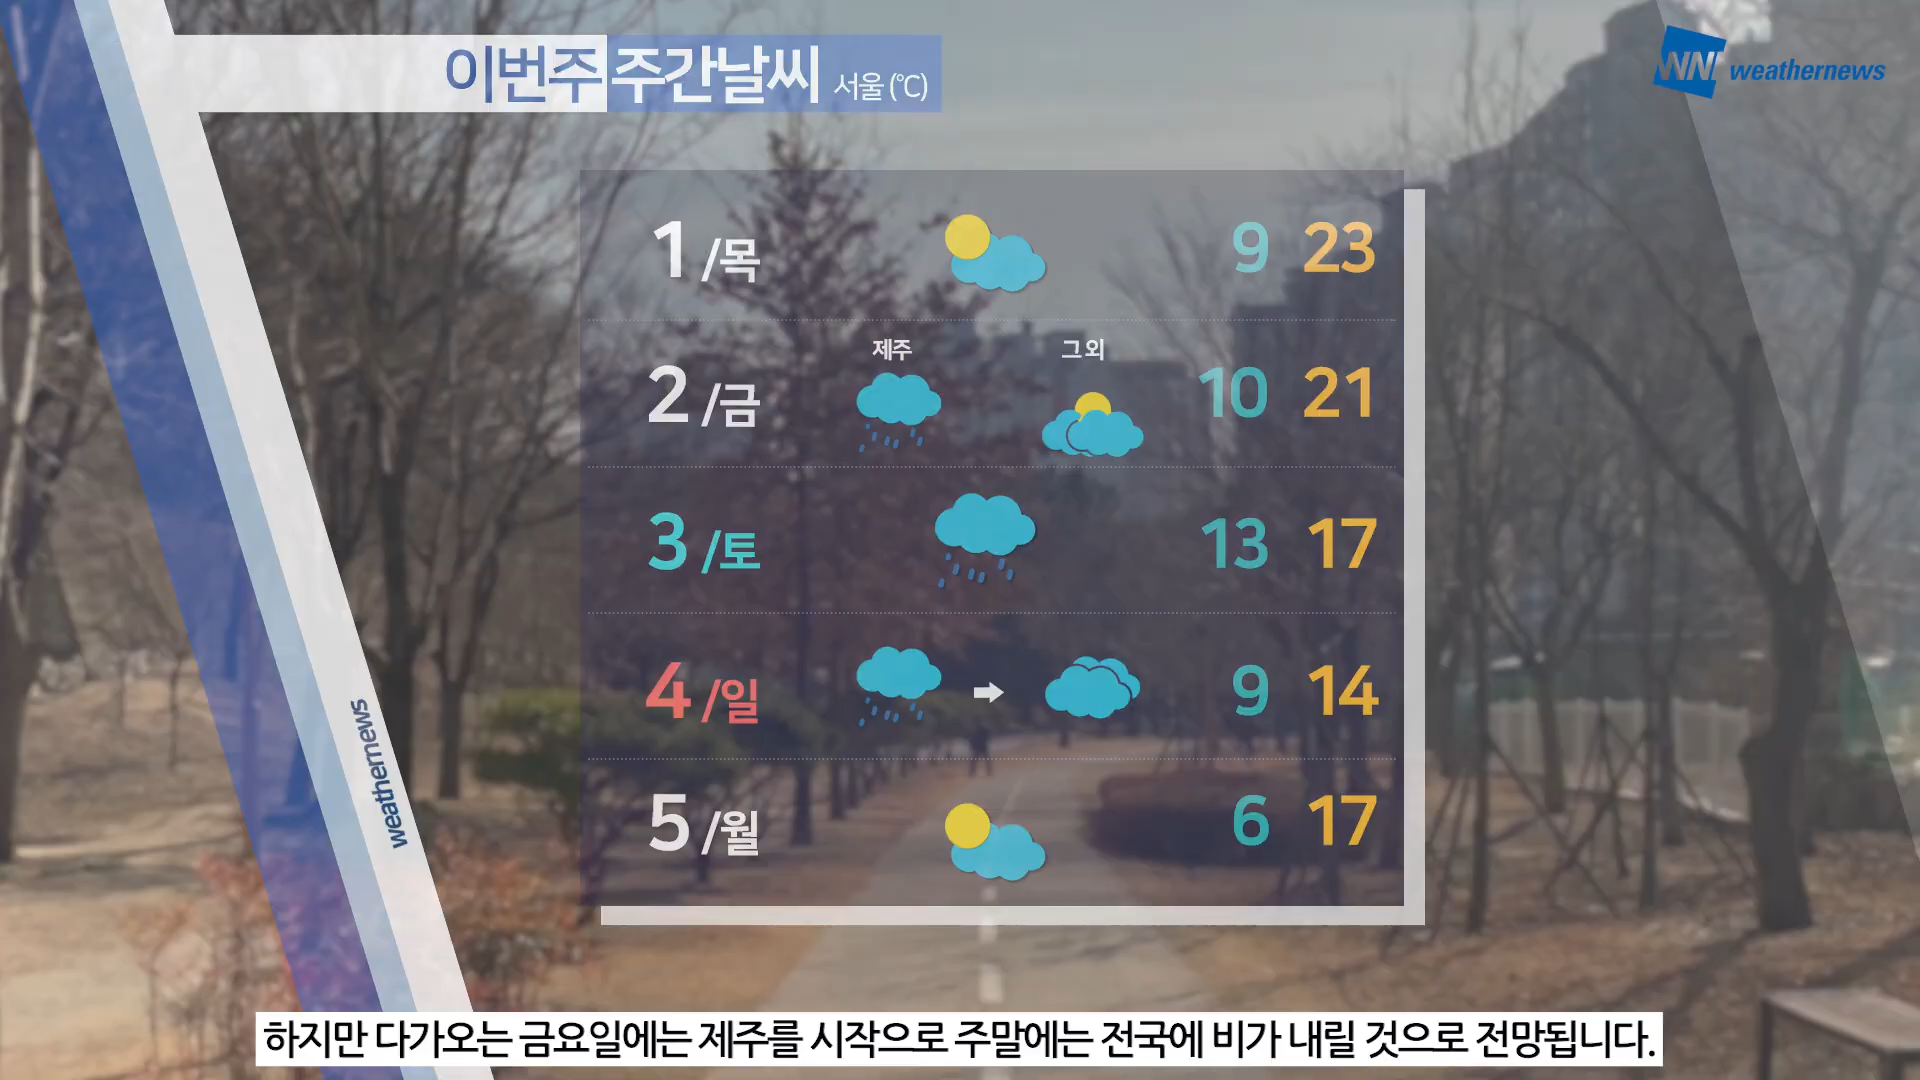 이번주 주간날씨 서울 (℃)
WNI weathernews
1 /목 9 23
제주 그 외
2 /금 10 21
3 /토 13 17
4 /일 9 14
5 /월 6 17
weathernews
하지만 다가오는 금요일에는 제주를 시작으로 주말에는 전국에 비가 내릴 것으로 전망됩니다.